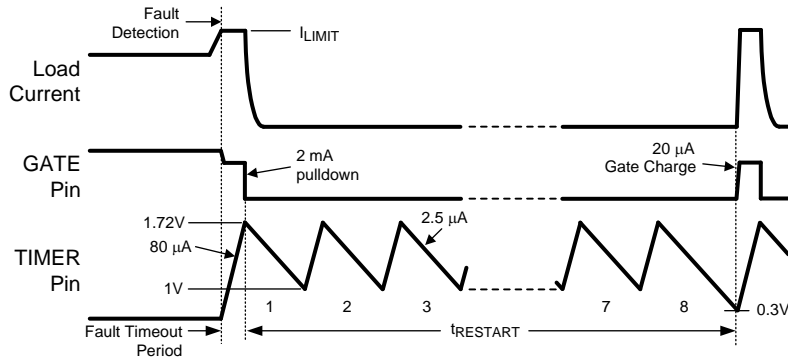 Fault
Detection
ILIMIT
Load
Current
GATE
Pin
2 mA
pulldown
20 μA
Gate Charge
1.72V
80 μA
2.5 μA
TIMER
Pin
1V
1 2 3 7 8
0.3V
Fault Timeout
Period
tRESTART